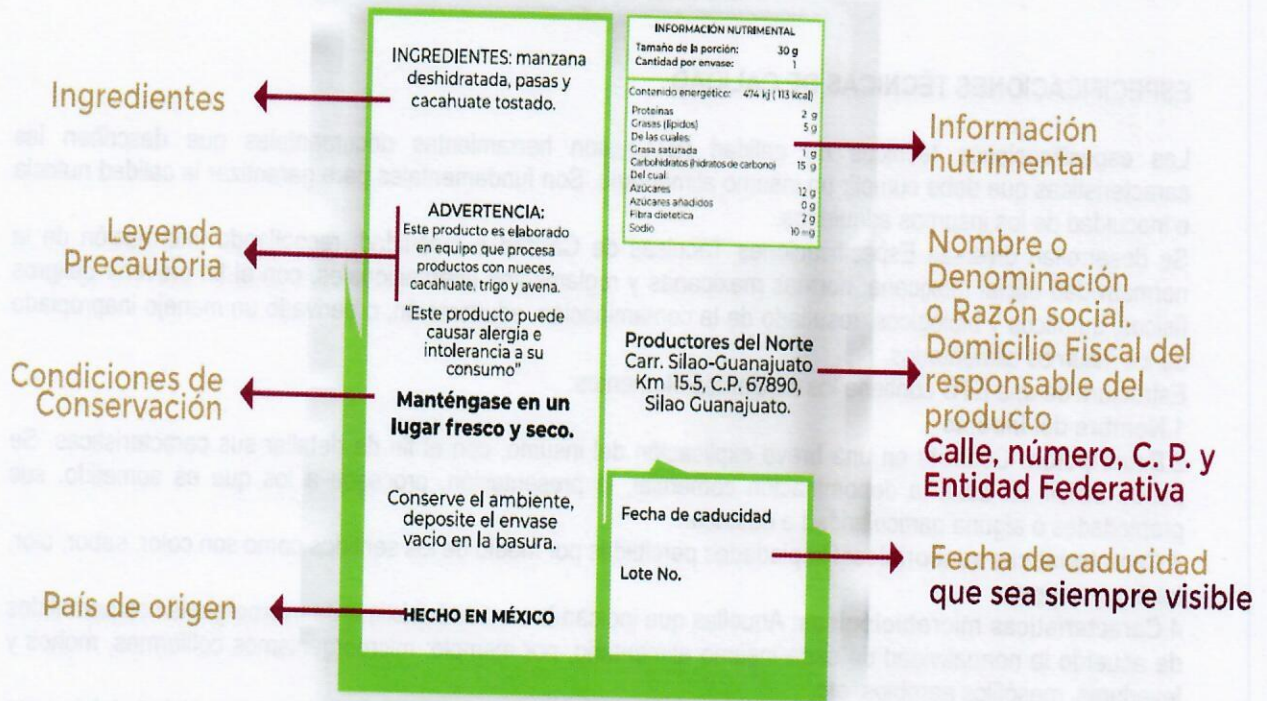 Ingredientes
Leyenda
Precautoria
Condiciones de
Conservación
País de origen
INGREDIENTES: manzana
deshidratada, pasas y
cacahuate tostado.
ADVERTENCIA:
Este producto es elaborado
en equipo que procesa
productos con nueces,
cacahuate, trigo y avena.
"Este producto puede
causar alergia e
intolerancia a su
consumo"
Manténgase en un
lugar fresco y seco.
Conserve el ambiente,
deposite el envase
vacio en la basura.
HECHO EN MÉXICO
INFORMACIÓN NUTRIMENTAL
Tamaño de la porción: 30 g
Cantidad por envase: 1
Contenido energético: 474 kj (113 kcal)
Proteínas 2 g
Grasas (lípidos) 5 g
De las cuales:
Grasa saturada 1 g
Carbohidratos (hidratos de carbono) 15 g
Del cual:
Azúcares 12 g
Azúcares añadidos 0 g
Fibra dietetica 2 g
Sodio 10 mg
Productores del Norte
Carr. Silao-Guanajuato
Km 15.5, C.P. 67890,
Silao Guanajuato.
Fecha de caducidad
Lote No.
Información
nutrimental
Nombre o
Denominación
o Razón social,
Domicilio Fiscal del
responsable del
producto
Calle, número, C. P. y
Entidad Federativa
Fecha de caducidad
que sea siempre visible